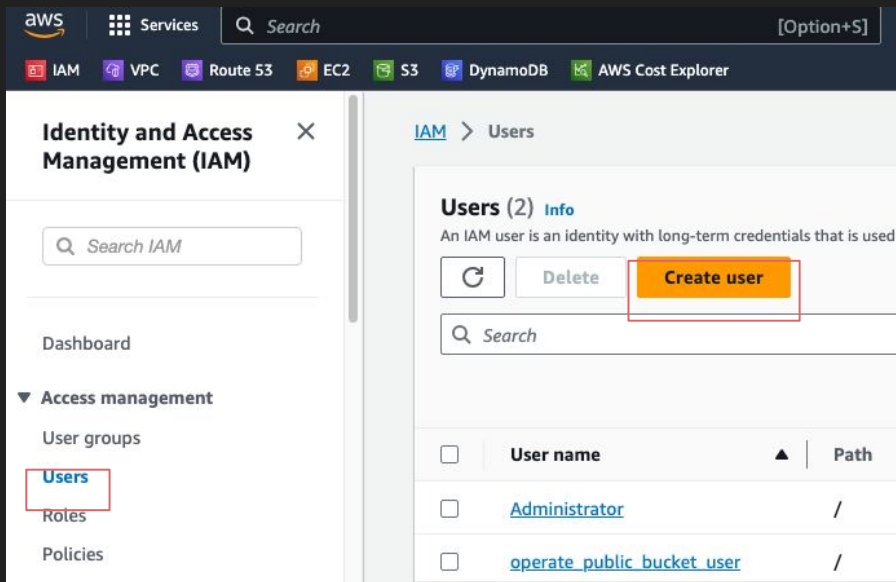 aws Services Search [Option+S]
IAM VPC Route 53 EC2 S3 DynamoDB AWS Cost Explorer
Identity and Access
Management (IAM)
Search IAM
Dashboard
Access management
User groups
Users
Roles
Policies
IAM > Users
Users (2) Info
An IAM user is an identity with long-term credentials that is used
Delete Create user
Search
User name Path
Administrator /
operate_public_bucket_user /